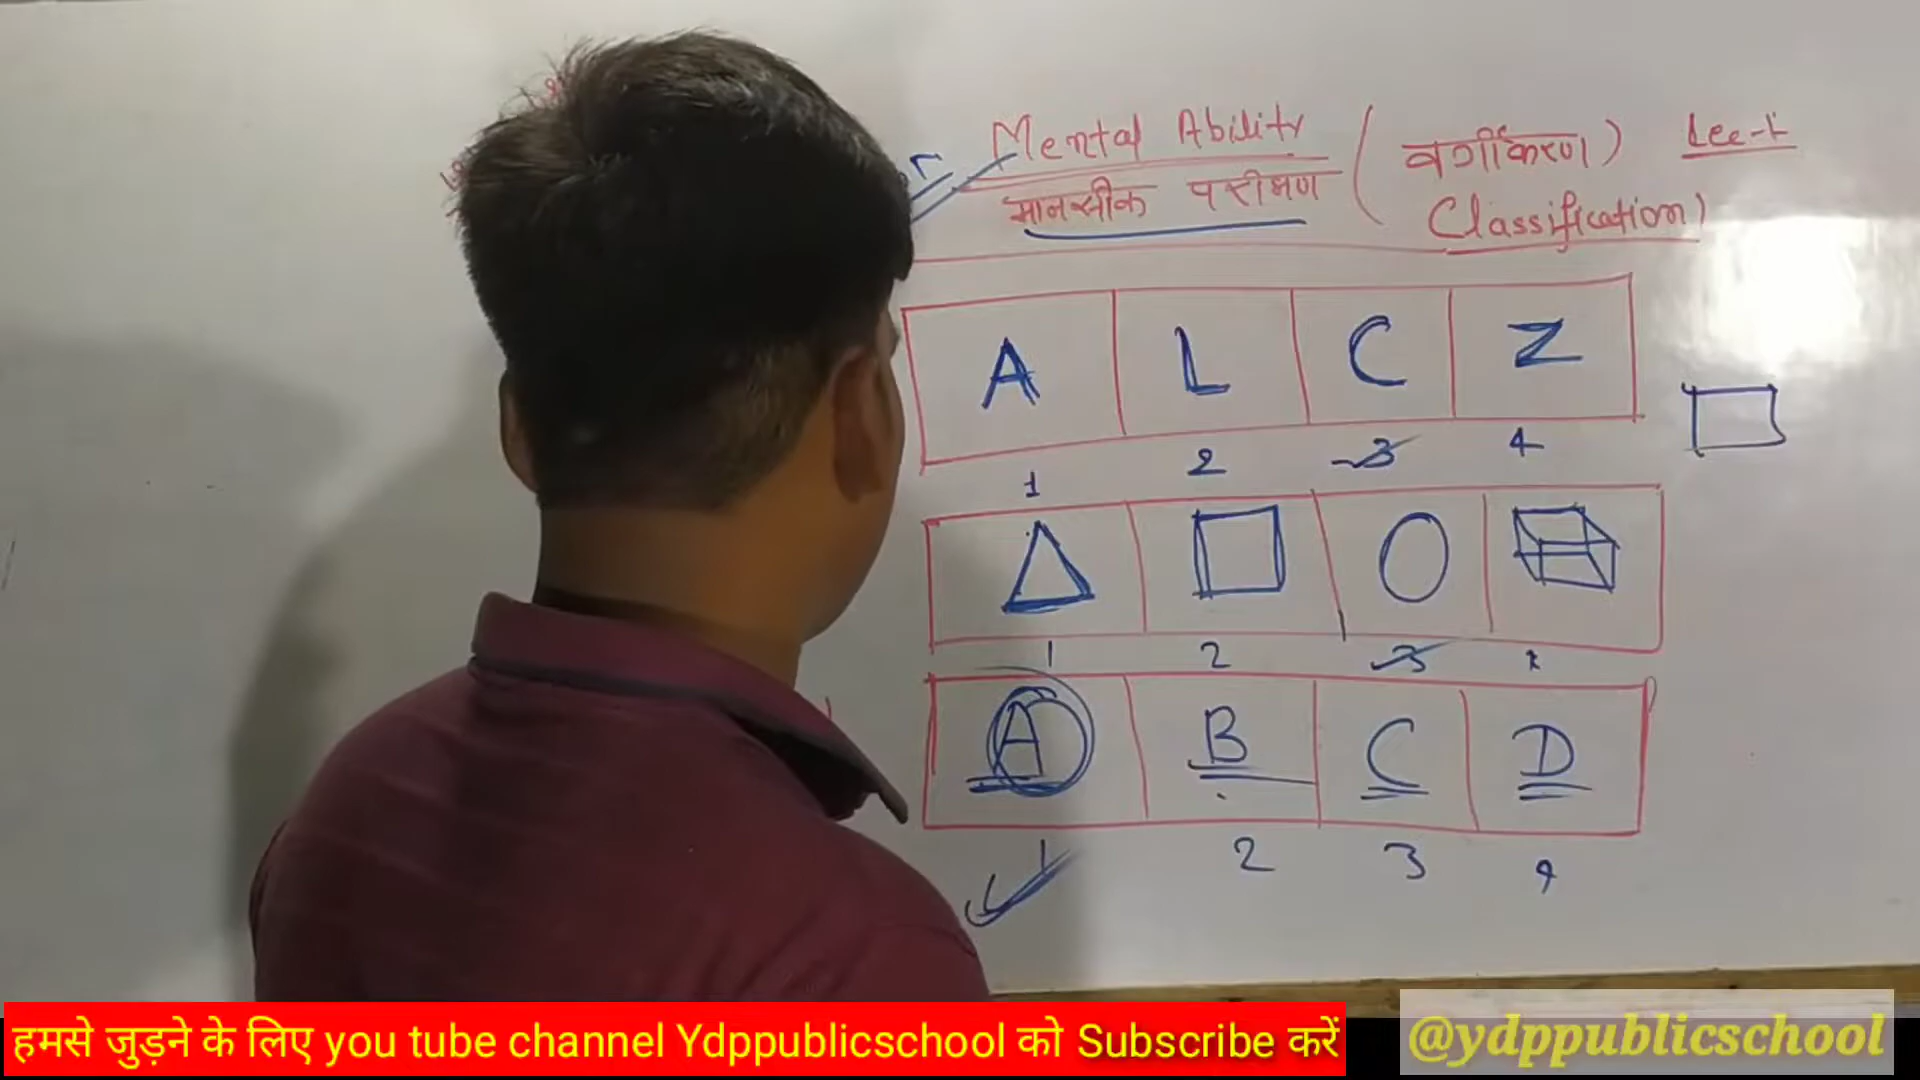 Mental Ability ( वर्गीकरण ) Lec-1
मानसीक परीक्षण Classification)
A L C Z
1 2 3 4
1 2 3
A B C D
1 2 3 4
हमसे जुड़ने के लिए you tube channel Ydppublicschool को Subscribe करें
@ydppublicschool